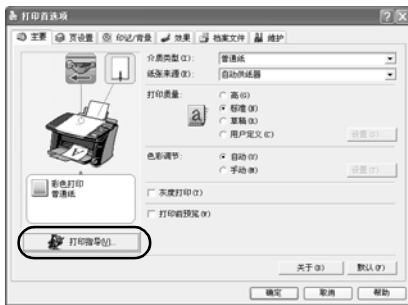 打印首选项
主要 页设置 印记/背景 效果 档案文件 维护
介质类型(I): 普通纸
纸张来源(R): 自动供纸器
打印质量: 高(G)
标准(N)
草稿(R)
用户定义(C) 设置(T)...
色彩调节: 自动(U)
手动(M) 设置(E)...
彩色打印
普通纸
灰度打印(Y)
打印前预览(W)
打印指导(V)...
关于(B) 默认(F)
确定 取消 帮助